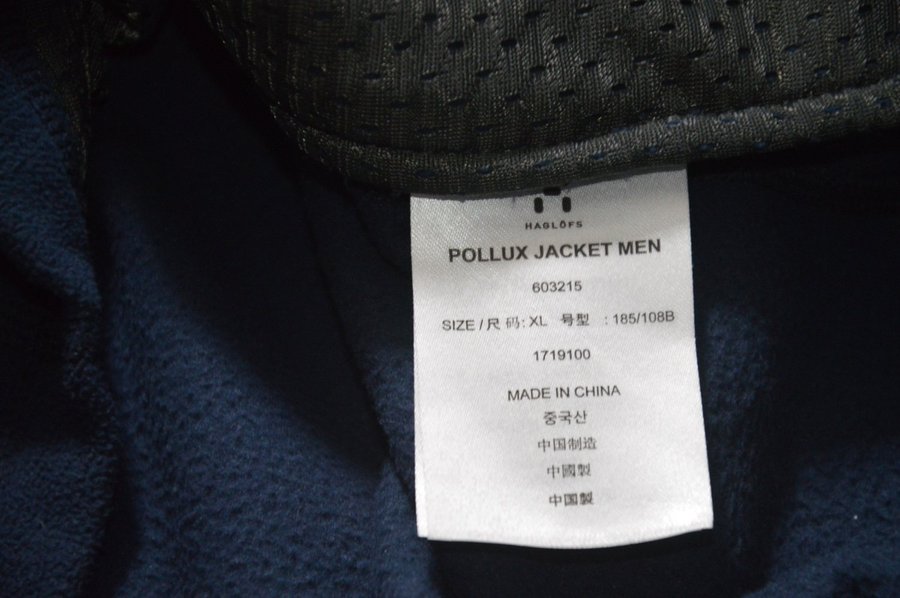 HAGLÖFS
POLLUX JACKET MEN
603215
SIZE / 尺 码: XL 号型 : 185/108B
1719100
MADE IN CHINA
중국산
中国制造
中國製
中国製